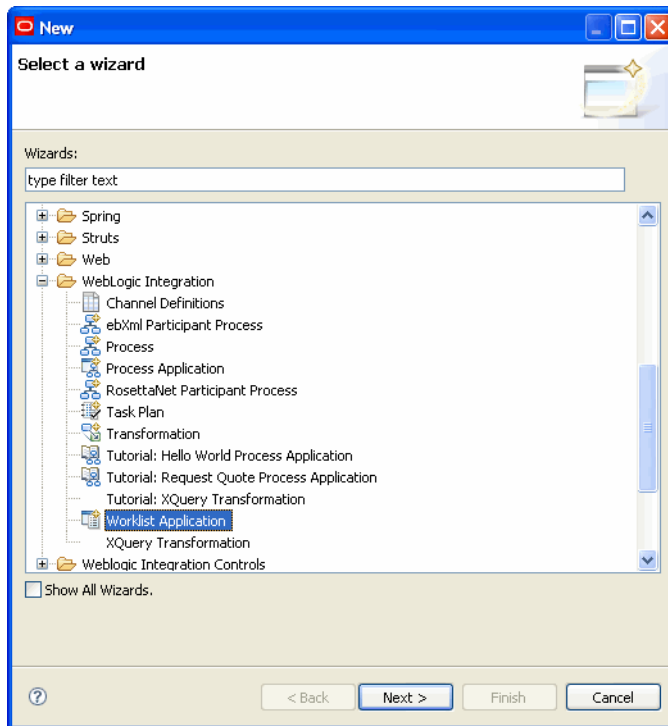 New
Select a wizard
Wizards:
type filter text
Spring
Struts
Web
WebLogic Integration
Channel Definitions
ebXml Participant Process
Process
Process Application
RosettaNet Participant Process
Task Plan
Transformation
Tutorial: Hello World Process Application
Tutorial: Request Quote Process Application
Tutorial: XQuery Transformation
Worklist Application
XQuery Transformation
Weblogic Integration Controls
Show All Wizards.
< Back Next > Finish Cancel